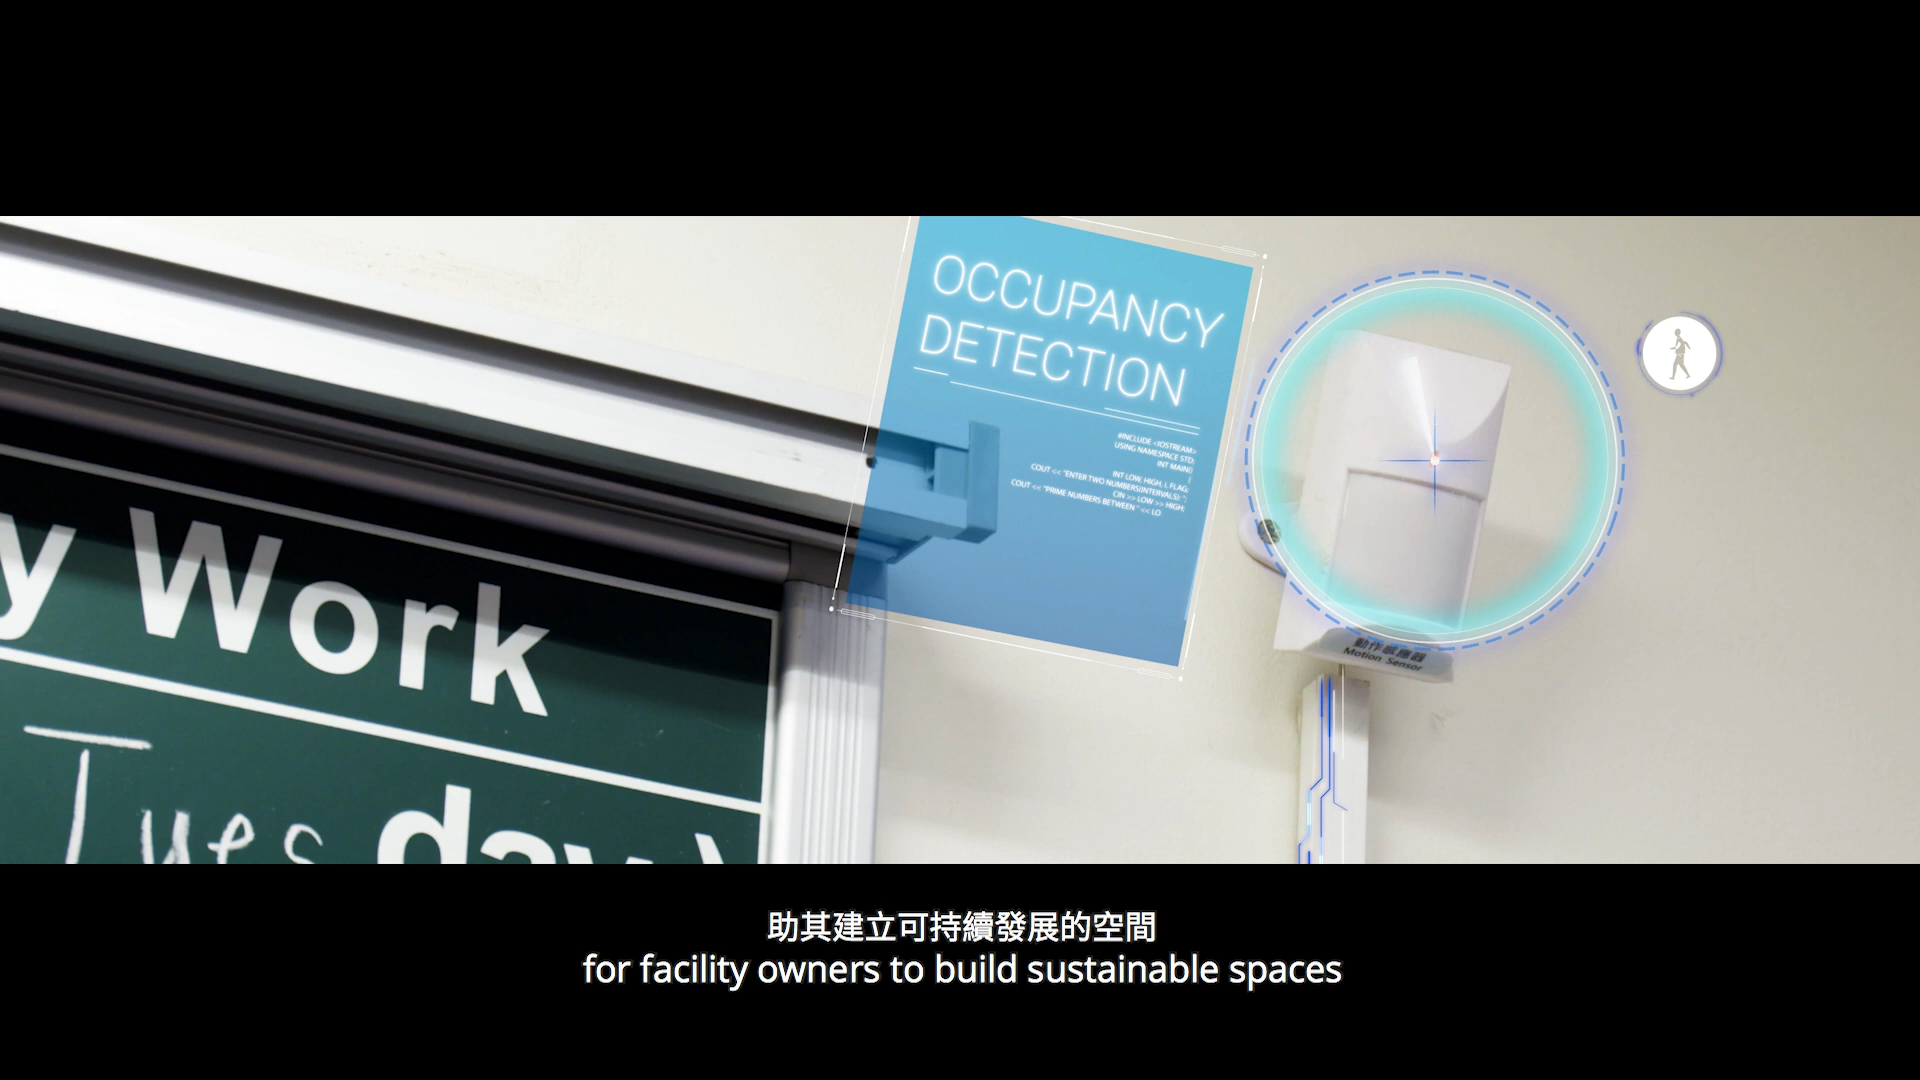 OCCUPANCY
DETECTION
#INCLUDE <IOSTREAM>
USING NAMESPACE STD;
INT MAIN()
{
INT LOW, HIGH, I, FLAG;
COUT << "ENTER TWO NUMBERS(INTERVALS): ";
CIN >> LOW >> HIGH;
COUT << "PRIME NUMBERS BETWEEN " << LO
動作感應器
Motion Sensor
y Work
Tues day
助其建立可持續發展的空間
for facility owners to build sustainable spaces